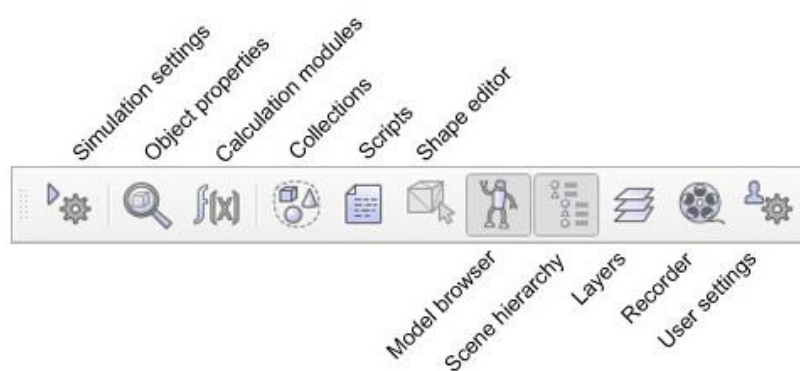 Simulation settings
Object properties
Calculation modules
Collections
Scripts
Shape editor
f(x)
Model browser
Scene hierarchy
Layers
Recorder
User settings